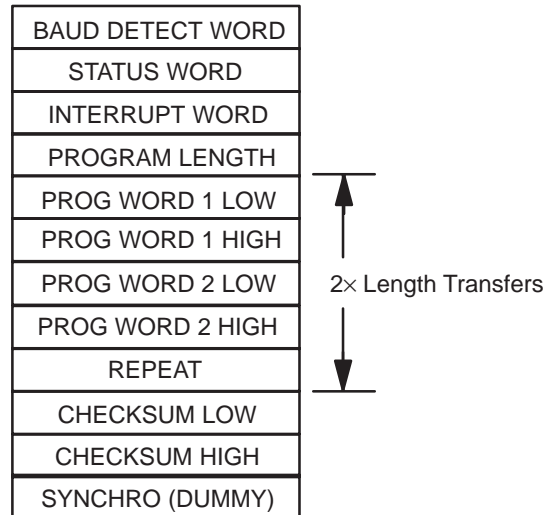 BAUD DETECT WORD
STATUS WORD
INTERRUPT WORD
PROGRAM LENGTH
PROG WORD 1 LOW
PROG WORD 1 HIGH
PROG WORD 2 LOW
2× Length Transfers
PROG WORD 2 HIGH
REPEAT
CHECKSUM LOW
CHECKSUM HIGH
SYNCHRO (DUMMY)